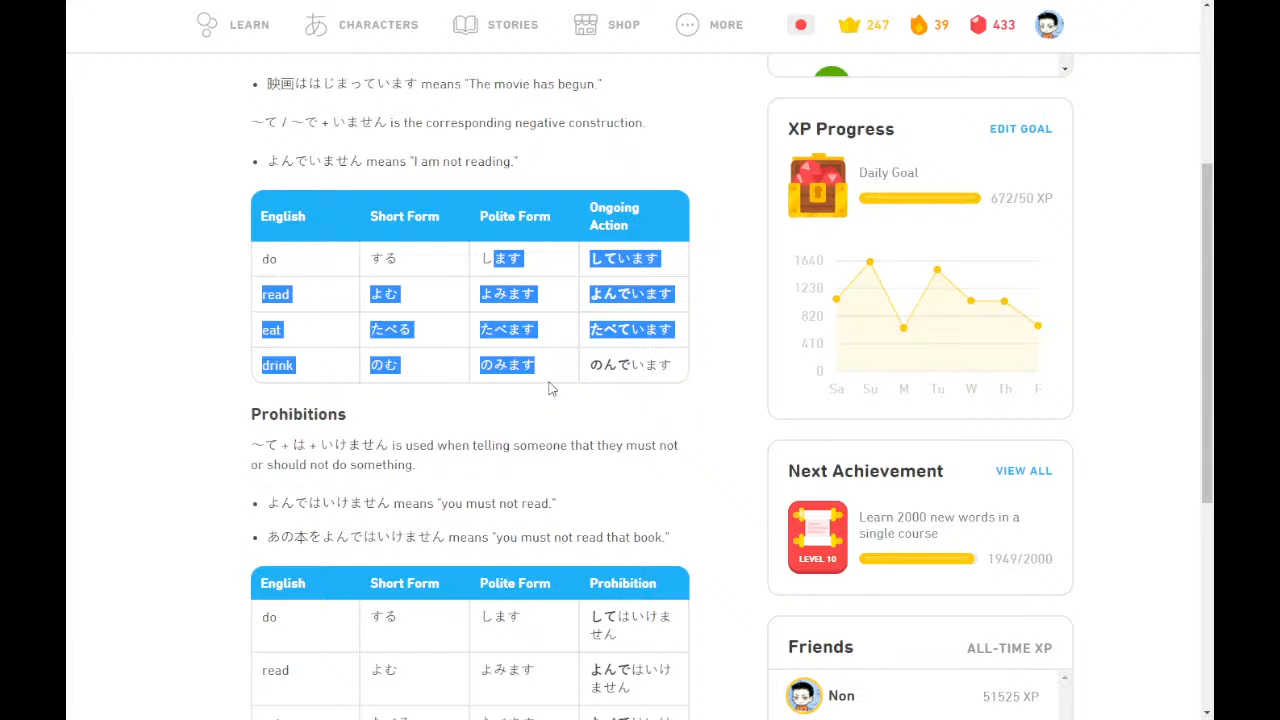 LEARN
CHARACTERS
STORIES
SHOP
MORE
247
39
433
映画ははじまっています means "The movie has begun."
〜て / 〜で + いません is the corresponding negative construction.
よんでいません means "I am not reading."
English Short Form Polite Form Ongoing Action
do する します しています
read よむ よみます よんでいます
eat たべる たべます たべています
drink のむ のみます のんでいます
Prohibitions
〜て + は + いけません is used when telling someone that they must not
or should not do something.
よんではいけません means "you must not read."
あの本をよんではいけません means "you must not read that book."
English Short Form Polite Form Prohibition
do する します してはいけません
read よむ よみます よんではいけません
XP Progress
EDIT GOAL
Daily Goal
672/50 XP
1640
1230
820
410
0
Sa Su M Tu W Th F
Next Achievement
VIEW ALL
Learn 2000 new words in a
single course
LEVEL 10
1949/2000
Friends
ALL-TIME XP
Non
51525 XP